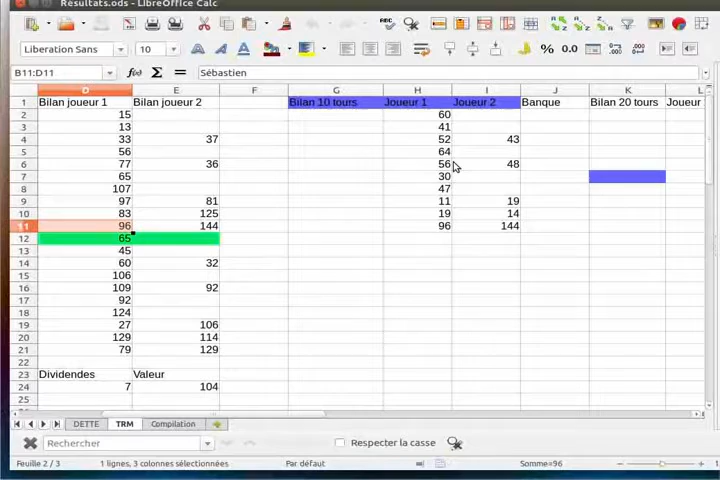 Resultats.ods - LibreOffice Calc
Liberation Sans 10 % 0.0
B11:D11 Sébastien
D E F G H I J K L
1 Bilan joueur 1 Bilan joueur 2 Bilan 10 tours Joueur 1 Joueur 2 Banque Bilan 20 tours Joueur
2 15 60
3 13 41
4 33 37 52 43
5 56 64
6 77 36 56 48
7 65 30
8 107 47
9 97 81 11 19
10 83 125 19 14
11 96 144 96 144
12 65
13 45
14 60 32
15 106
16 109 92
17 92
18 124
19 27 106
20 129 114
21 79 129
22
23 Dividendes Valeur
24 7 104
25
DETTE TRM Compilation
Rechercher Respecter la casse
Feuille 2 / 3 1 lignes, 3 colonnes sélectionnées Par défaut Somme=96